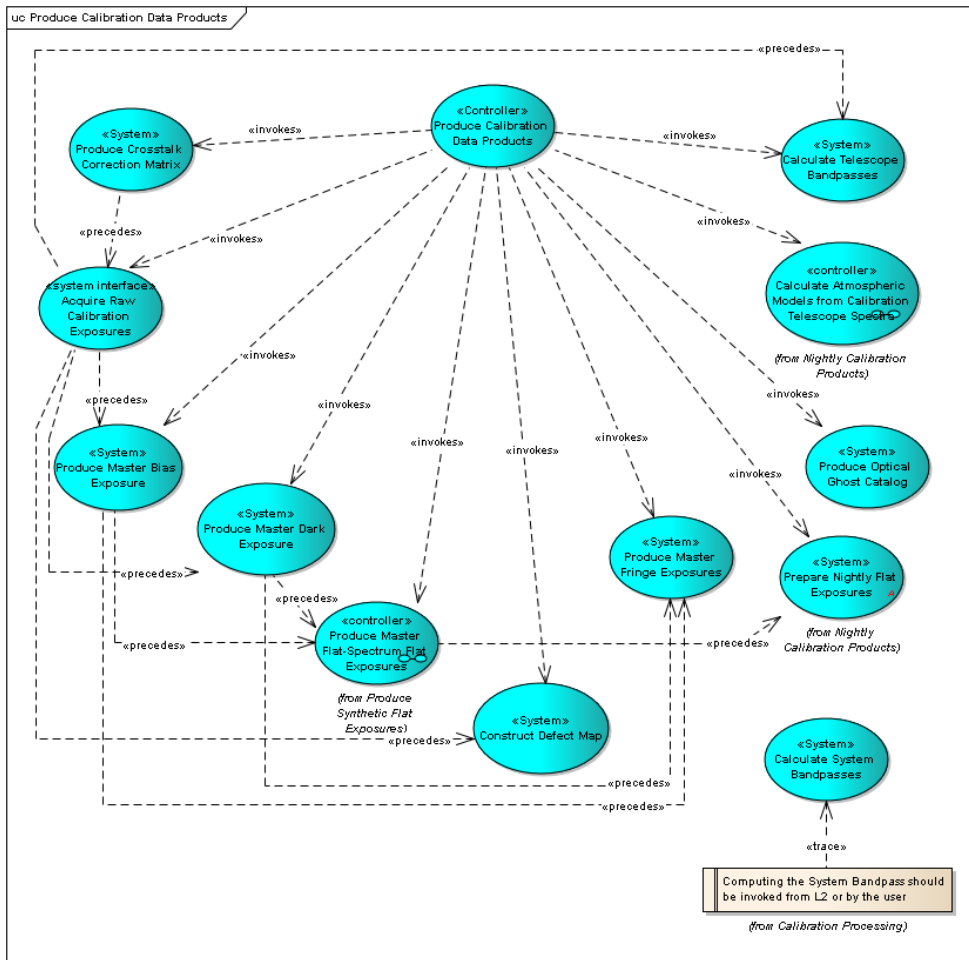 uc Produce Calibration Data Products
«precedes»
«Controller»
Produce Calibration
Data Products
«System»
Produce Crosstalk
Correction Matrix
«invokes»
«invokes»
«System»
Calculate Telescope
Bandpasses
«precedes»
«invokes»
«invokes»
«system interface»
Acquire Raw
Calibration
Exposures
«controller»
Calculate Atmospheric
Models from Calibration
Telescope Spectra
(from Nightly Calibration
Products)
«invokes»
«precedes»
«invokes»
«invokes»
«invokes»
«invokes»
«invokes»
«invokes»
«System»
Produce Master Bias
Exposure
«System»
Produce Optical
Ghost Catalog
«System»
Produce Master Dark
Exposure
«System»
Produce Master
Fringe Exposures
«System»
Prepare Nightly Flat
Exposures
(from Nightly
Calibration Products)
«precedes»
«precedes»
«precedes»
«controller»
Produce Master
Flat-Spectrum Flat
Exposures
(from Produce
Synthetic Flat
Exposures)
«precedes»
«System»
Construct Defect Map
«precedes»
«System»
Calculate System
Bandpasses
«precedes»
«precedes»
«trace»
Computing the System Bandpass should
be invoked from L2 or by the user
(from Calibration Processing)